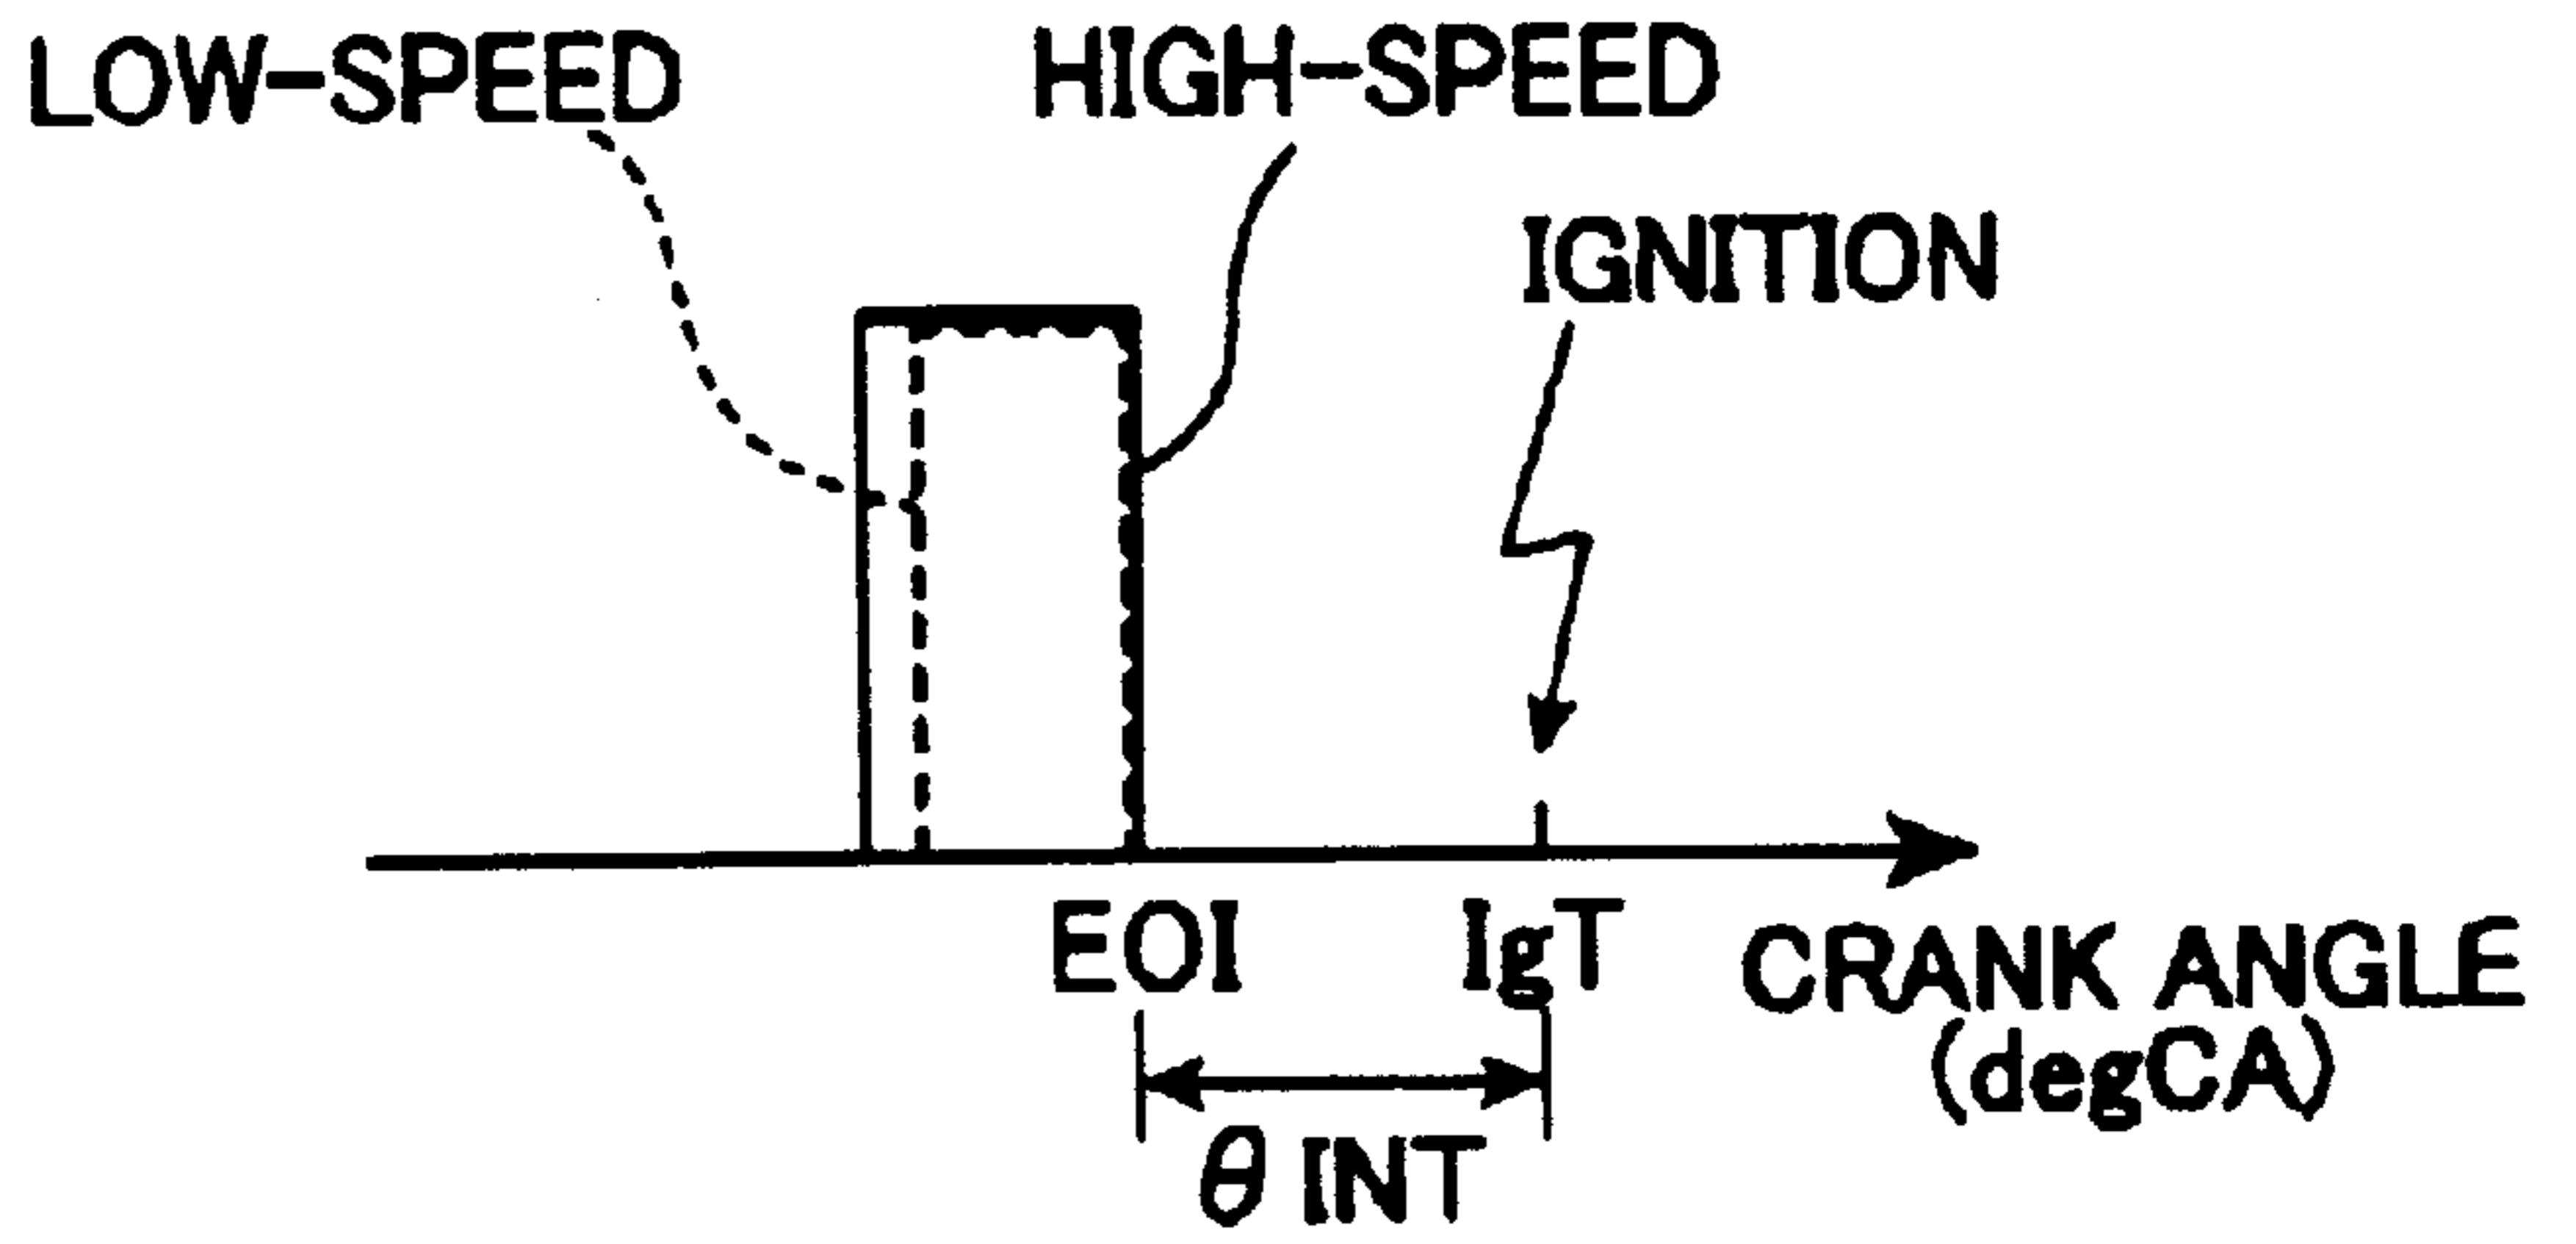 LOW-SPEED
HIGH-SPEED
IGNITION
EOI
IgT
CRANK ANGLE
(degCA)
θ INT